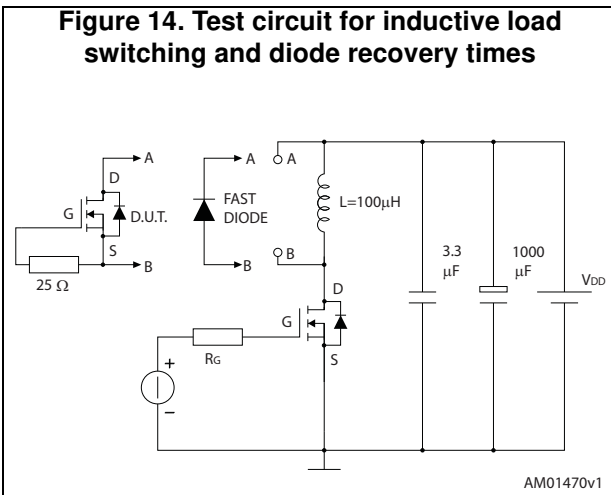 Figure 14. Test circuit for inductive load
switching and diode recovery times
A
D
G
D.U.T.
S
B
25 Ω
A
FAST
DIODE
B
A
L=100μH
B
D
G
S
RG
+
–
3.3
μF
1000
μF
VDD
AM01470v1